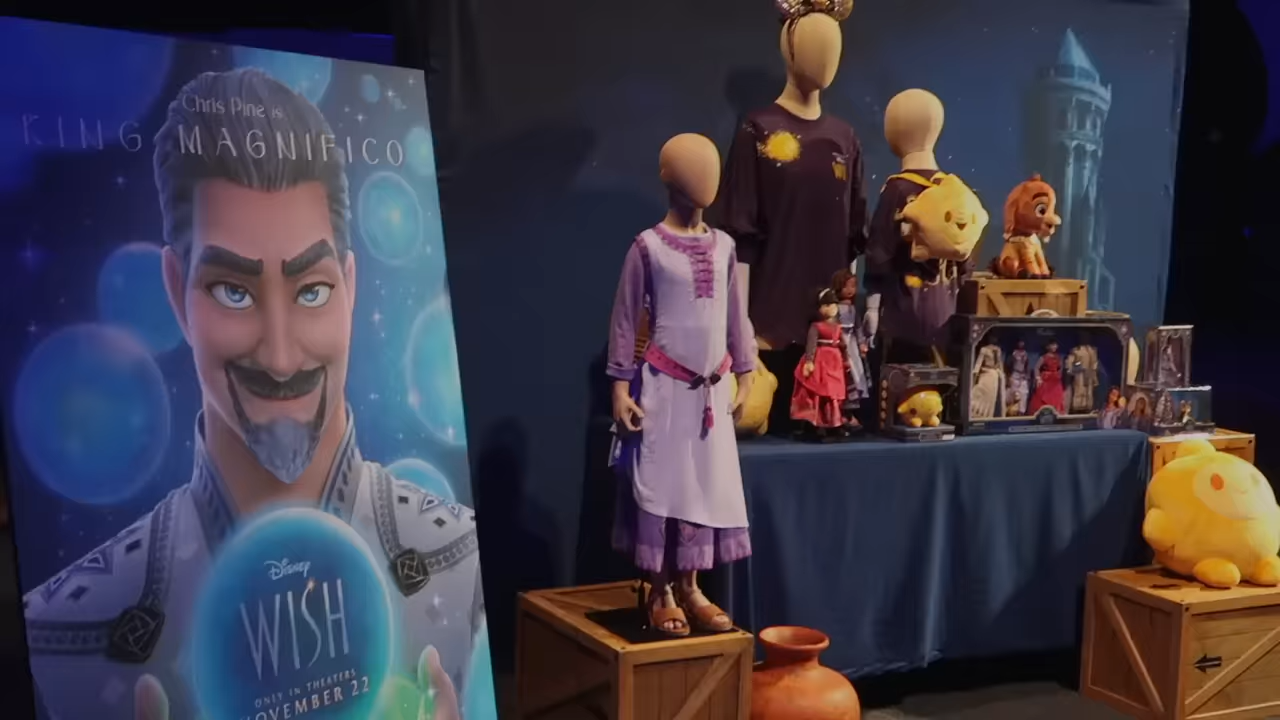 Chris Pine is
KING MAGNIFICO
Disney
WISH
ONLY IN THEATERS
NOVEMBER 22